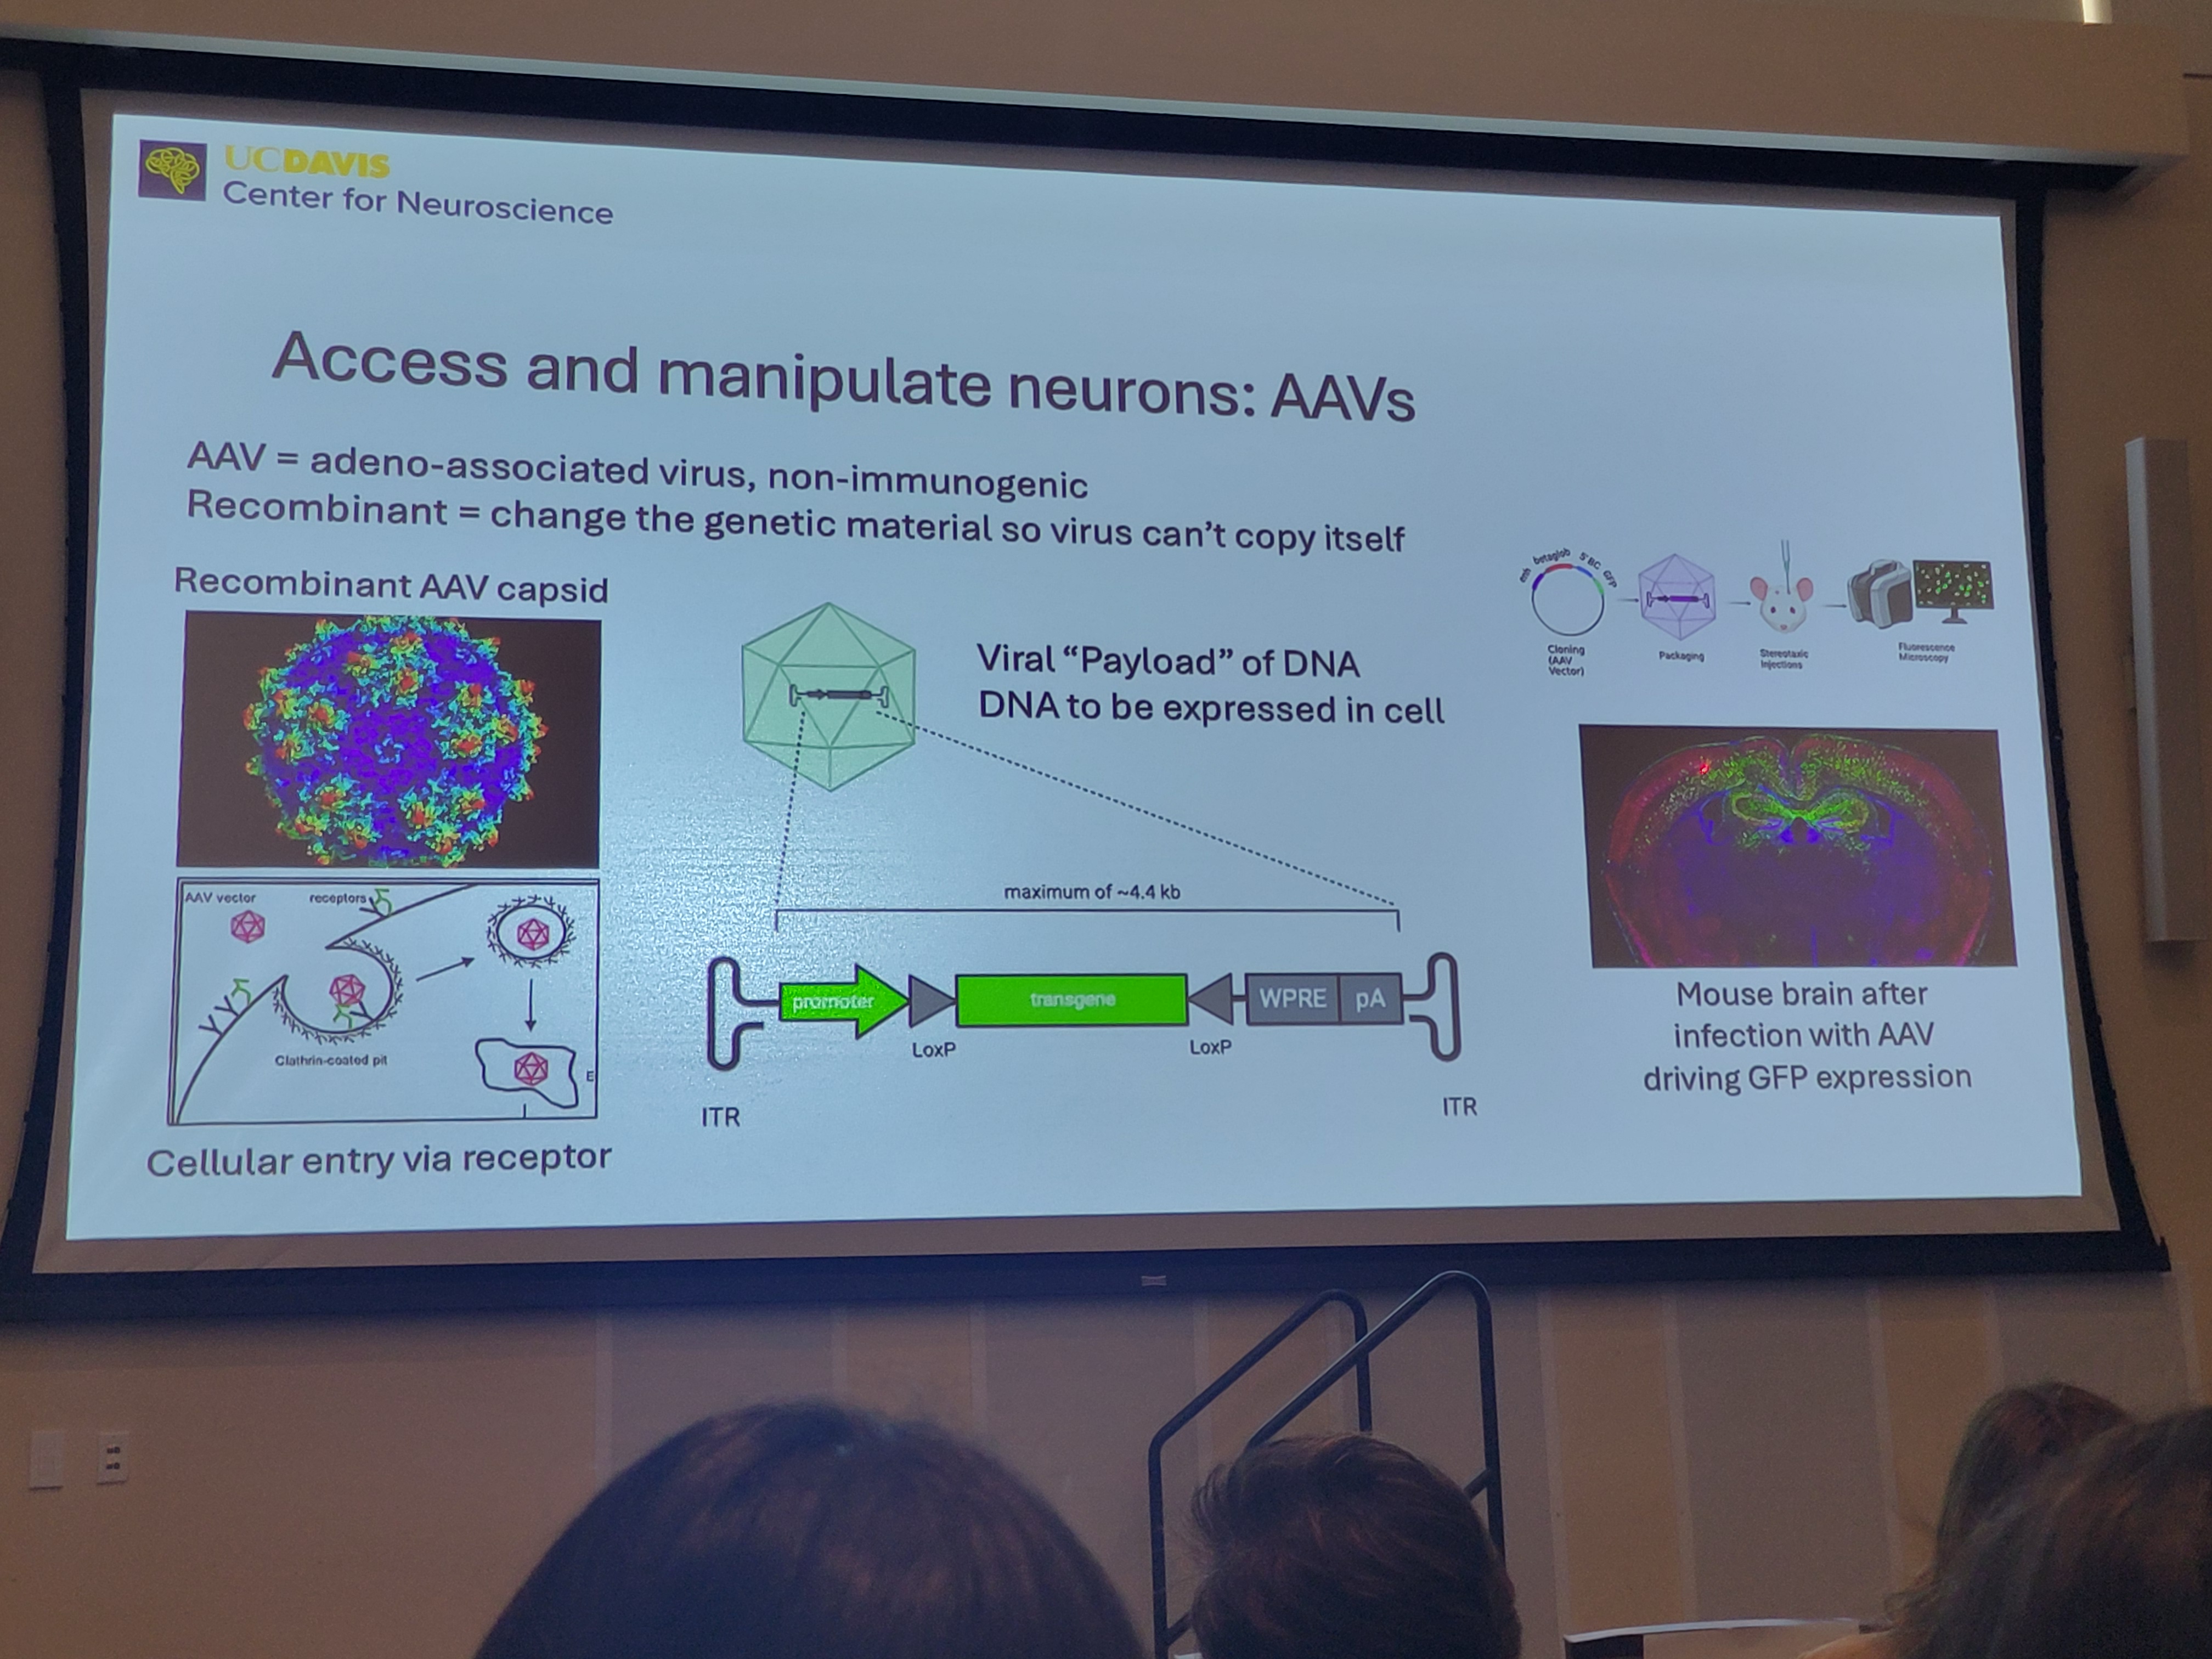 UCDAVIS
Center for Neuroscience
Access and manipulate neurons: AAVs
AAV = adeno-associated virus, non-immunogenic
Recombinant = change the genetic material so virus can't copy itself
Recombinant AAV capsid
AAV vector
receptors
Clathrin-coated pit
E
Cellular entry via receptor
Viral “Payload” of DNA
DNA to be expressed in cell
maximum of ~4.4 kb
promoter
transgene
WPRE
pA
LoxP
LoxP
ITR
ITR
enh betaglob 5'BC GFP
Cloning
(AAV
Vector)
Packaging
Stereotaxic
Injections
Fluorescence
Microscopy
Mouse brain after
infection with AAV
driving GFP expression